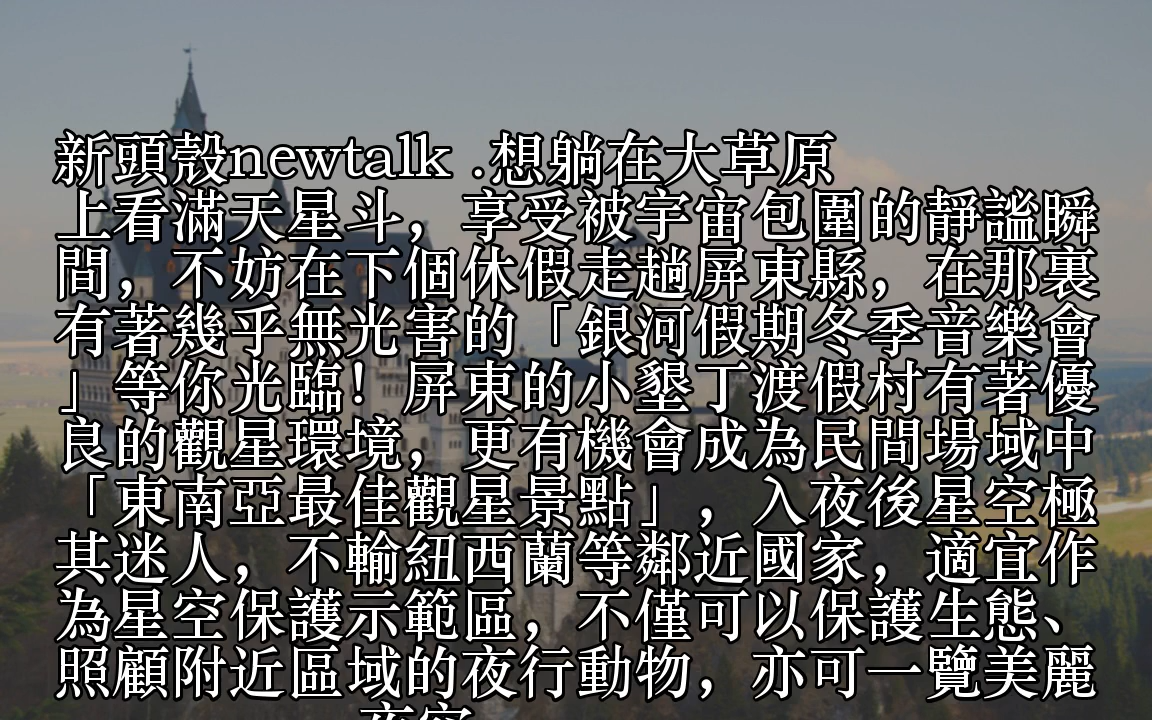 新頭殼newtalk .想躺在大草原
上看滿天星斗，享受被宇宙包圍的靜謐瞬
間，不妨在下個休假走趟屏東縣，在那裏
有著幾乎無光害的「銀河假期冬季音樂會
」等你光臨！屏東的小墾丁渡假村有著優
良的觀星環境，更有機會成為民間場域中
「東南亞最佳觀星景點」，入夜後星空極
其迷人，不輸紐西蘭等鄰近國家，適宜作
為星空保護示範區，不僅可以保護生態、
照顧附近區域的夜行動物，亦可一覽美麗
夜空